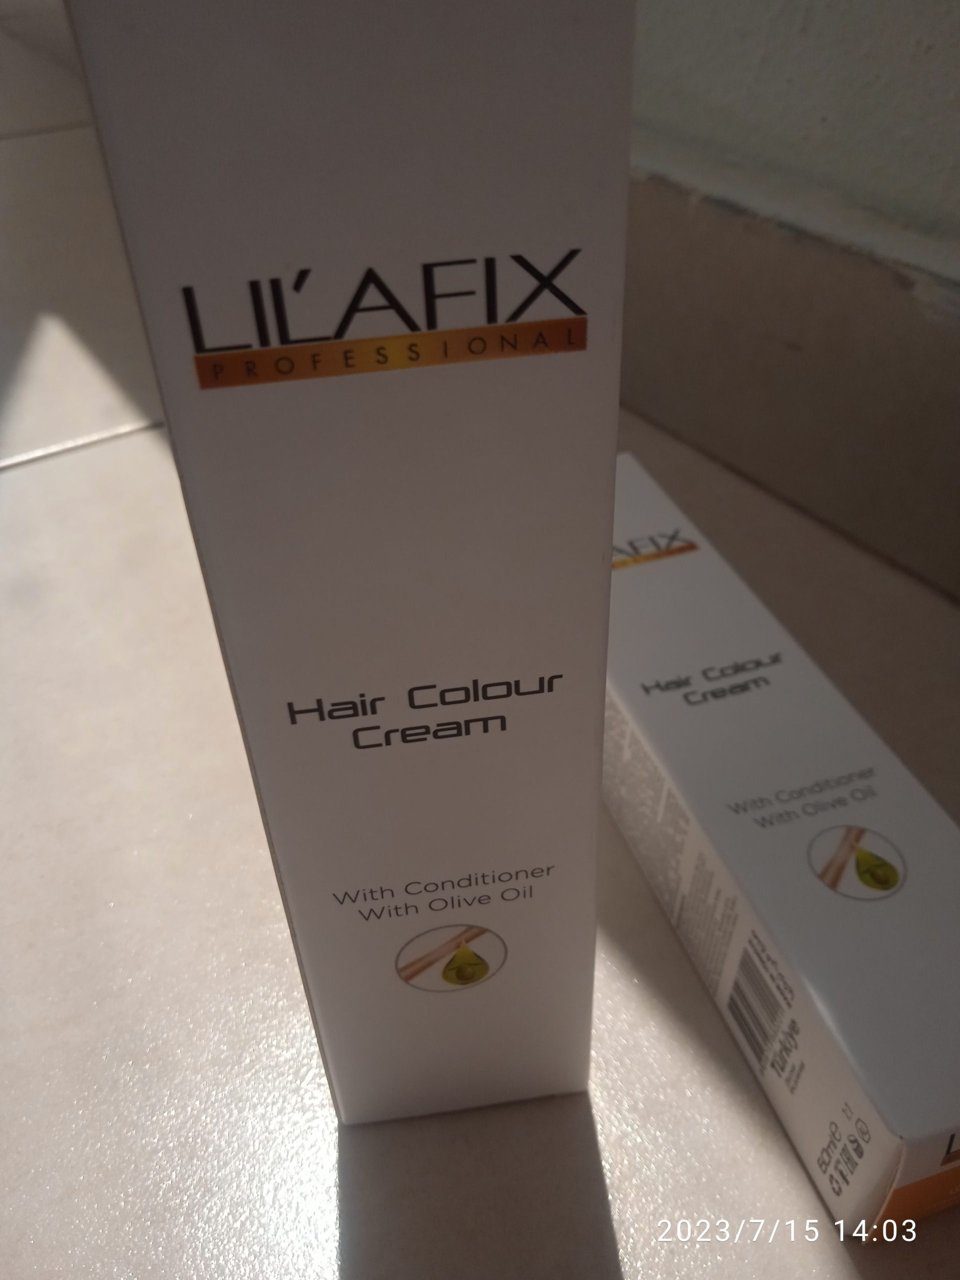 LIL'AFIX
PROFESSIONAL
Hair Colour
Cream
With Conditioner
With Olive Oil
AFIX
Hair Colour
Cream
With Conditioner
With Olive Oil
Türkiye
60ml e
2023/7/15 14:03